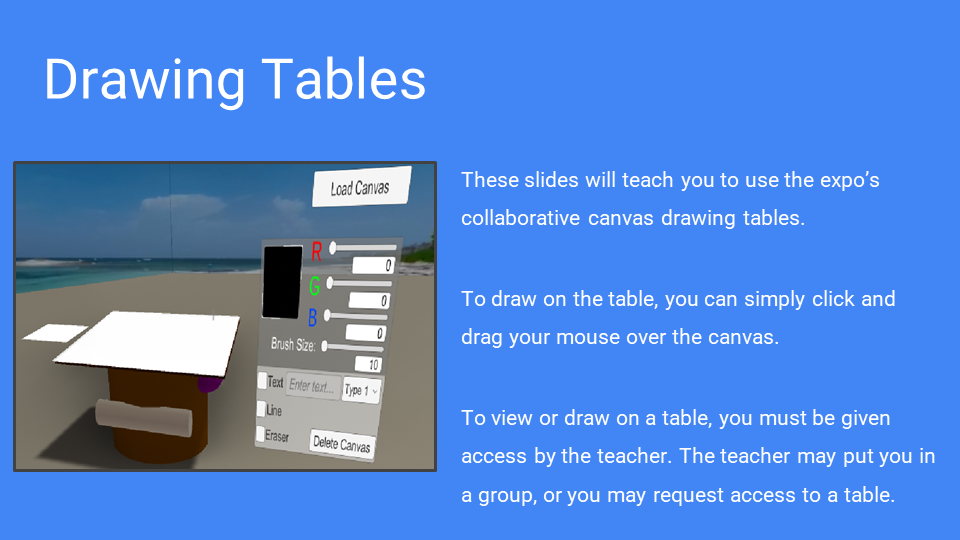 Drawing Tables
Load Canvas
R
0
G
0
B
0
Brush Size:
10
Text
Enter text...
Type 1
Line
Eraser
Delete Canvas
These slides will teach you to use the expo’s
collaborative canvas drawing tables.
To draw on the table, you can simply click and
drag your mouse over the canvas.
To view or draw on a table, you must be given
access by the teacher. The teacher may put you in
a group, or you may request access to a table.